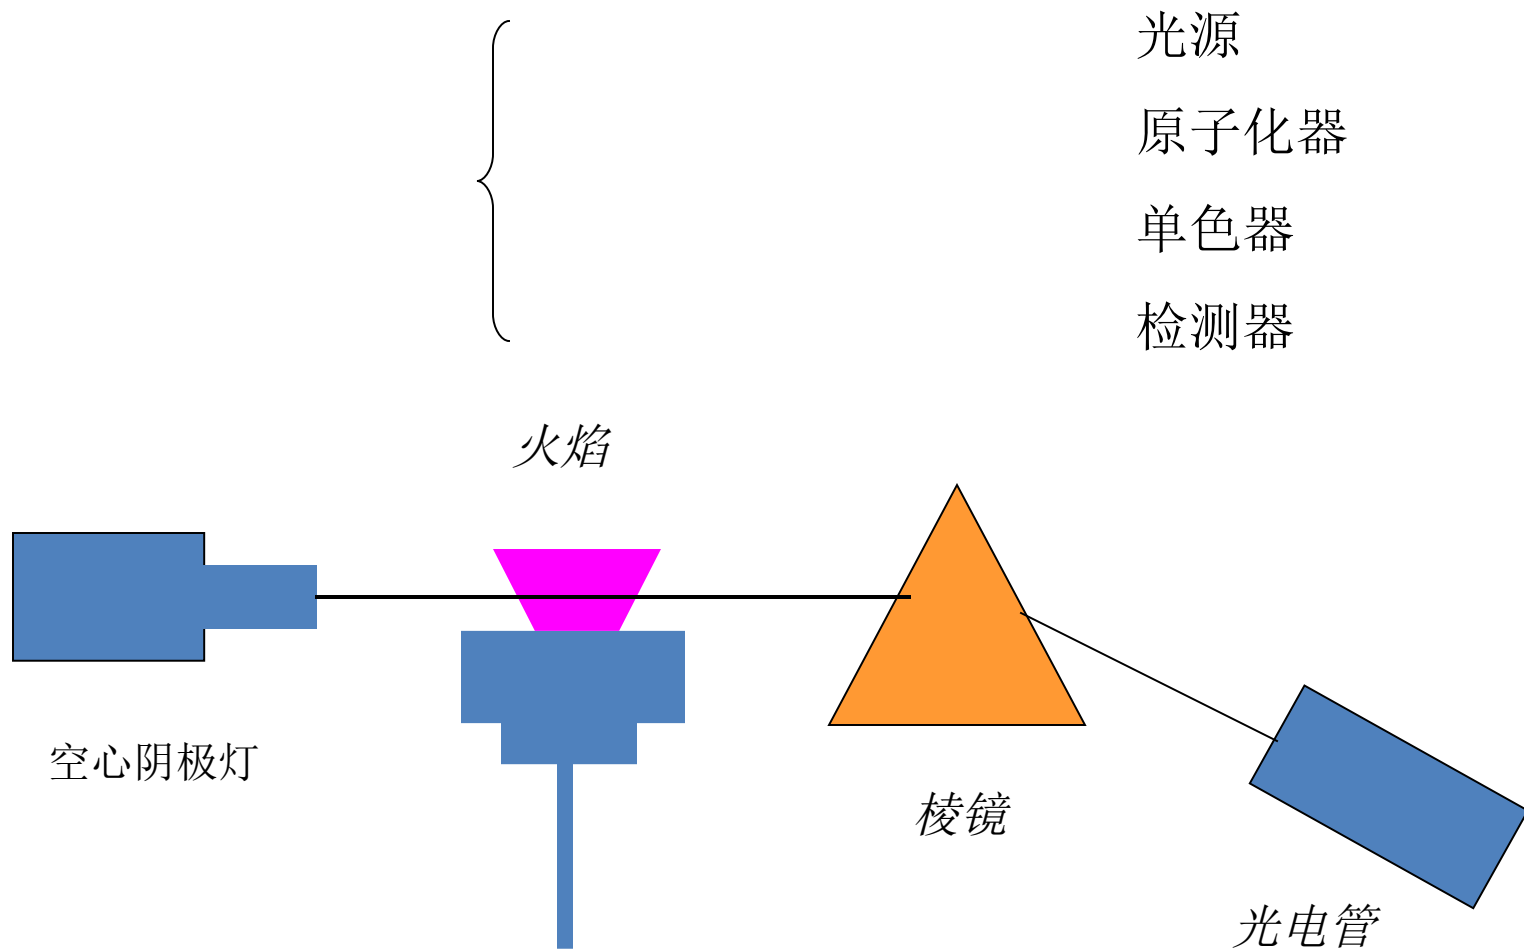 光源
原子化器
单色器
检测器
火焰
空心阴极灯
棱镜
光电管